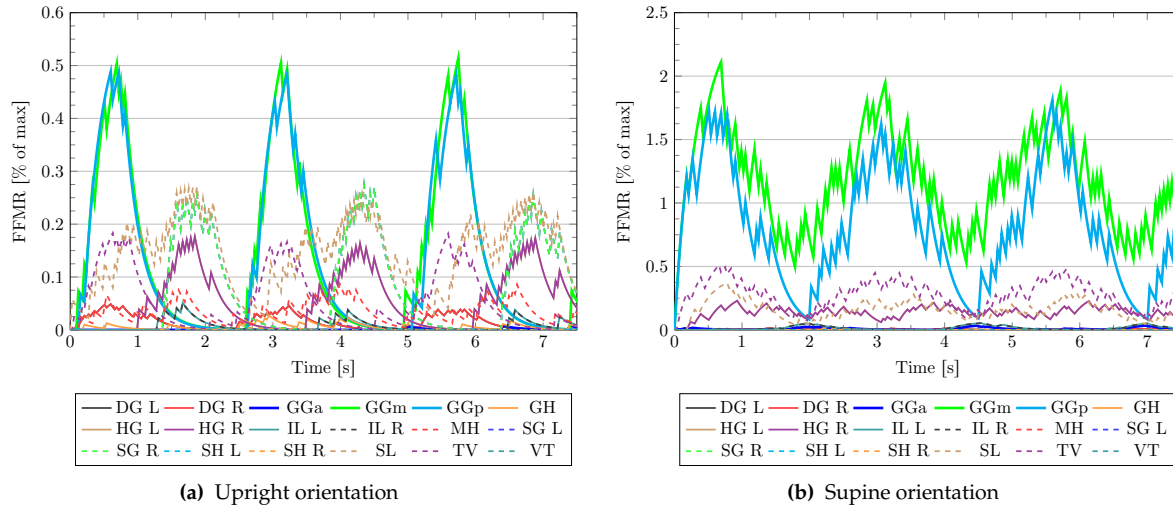 0.6
0.5
0.4
0.3
0.2
0.1
0
FFMR [% of max]
0 1 2 3 4 5 6 7
Time [s]
DG L DG R GGa GGm GGp GH
HG L HG R IL L IL R MH SG L
SG R SH L SH R SL TV VT
(a) Upright orientation
2.5
2
1.5
1
0.5
0
FFMR [% of max]
0 1 2 3 4 5 6 7
Time [s]
DG L DG R GGa GGm GGp GH
HG L HG R IL L IL R MH SG L
SG R SH L SH R SL TV VT
(b) Supine orientation